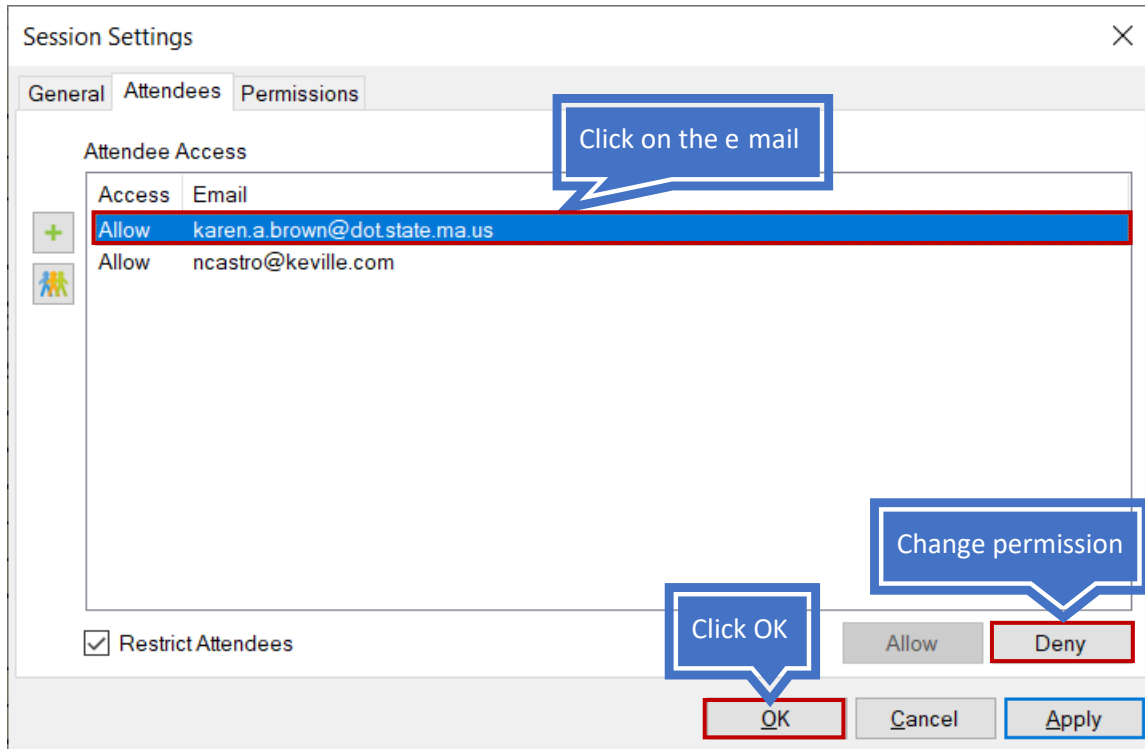 Session Settings
General Attendees Permissions
Click on the e mail
Attendee Access
Access Email
Allow karen.a.brown@dot.state.ma.us
Allow ncastro@keville.com
Change permission
Click OK
Restrict Attendees
Allow Deny
OK Cancel Apply